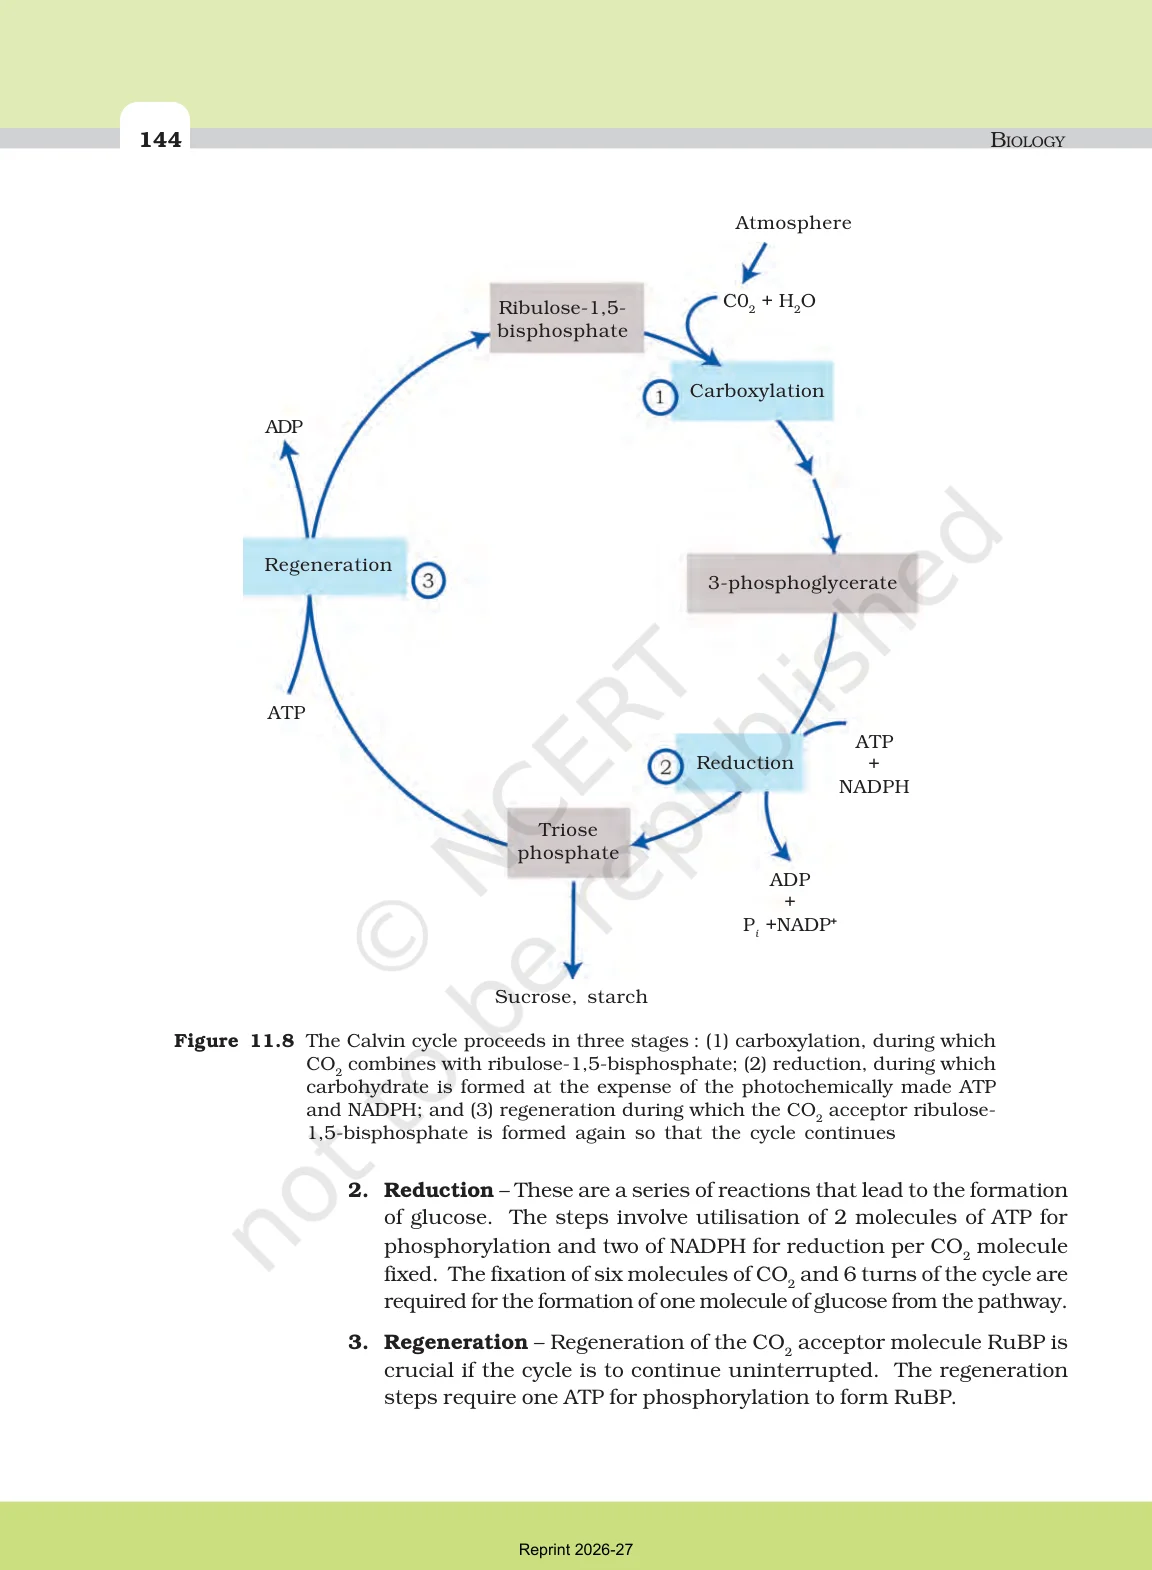 144
BIOLOGY
Atmosphere
C0₂ + H₂O
Ribulose-1,5-
bisphosphate
1 Carboxylation
ADP
Regeneration
3
3-phosphoglycerate
ATP
2 Reduction
ATP
+
NADPH
Triose
phosphate
ADP
+
Pᵢ +NADP⁺
Sucrose, starch
© NCERT
not to be republished
Figure 11.8 The Calvin cycle proceeds in three stages : (1) carboxylation, during which
CO₂ combines with ribulose-1,5-bisphosphate; (2) reduction, during which
carbohydrate is formed at the expense of the photochemically made ATP
and NADPH; and (3) regeneration during which the CO₂ acceptor ribulose-
1,5-bisphosphate is formed again so that the cycle continues
2. Reduction – These are a series of reactions that lead to the formation
of glucose. The steps involve utilisation of 2 molecules of ATP for
phosphorylation and two of NADPH for reduction per CO₂ molecule
fixed. The fixation of six molecules of CO₂ and 6 turns of the cycle are
required for the formation of one molecule of glucose from the pathway.
3. Regeneration – Regeneration of the CO₂ acceptor molecule RuBP is
crucial if the cycle is to continue uninterrupted. The regeneration
steps require one ATP for phosphorylation to form RuBP.
Reprint 2026-27